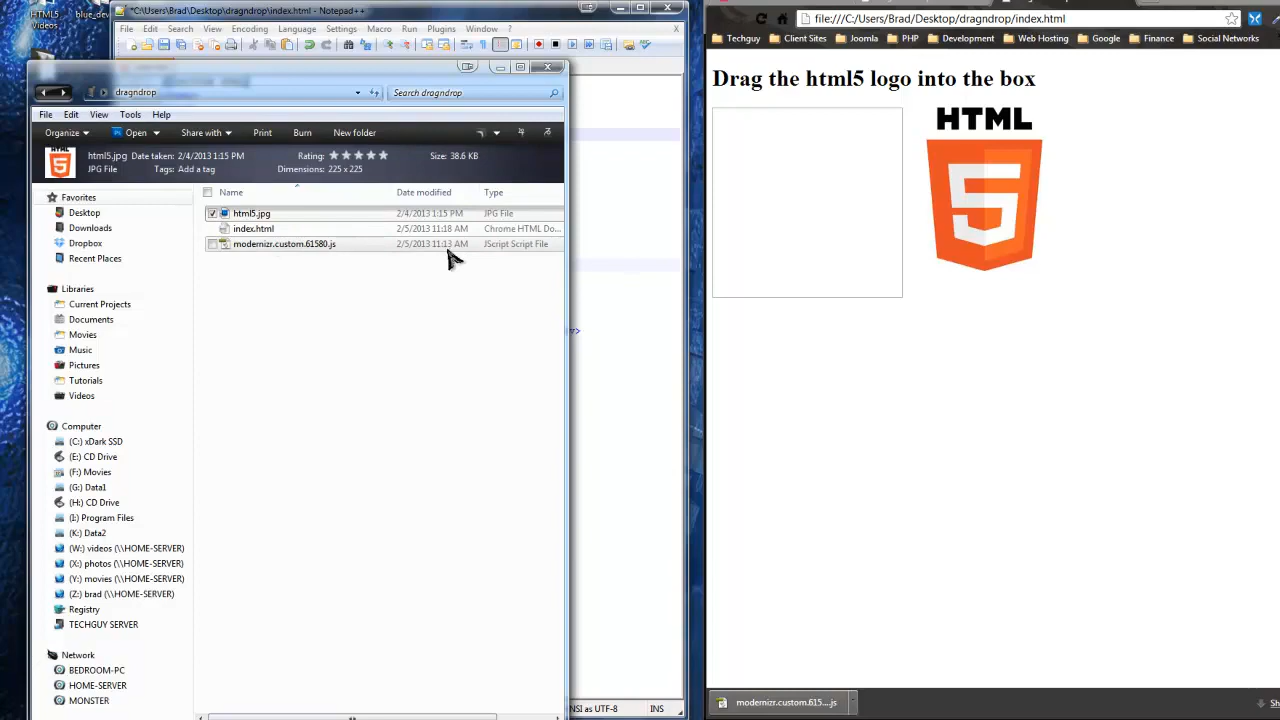 HTML5
Videos
blue_dev
*C:\Users\Brad\Desktop\dragndrop\index.html - Notepad++
File Edit Search View Encoding Language Settings Macro Run Plugins Window ?
X
dragndrop
Search dragndrop
File Edit View Tools Help
Organize Open Share with Print Burn New folder
html5.jpg Date taken: 2/4/2013 1:15 PM Rating: Size: 38.6 KB
JPG File Tags: Add a tag Dimensions: 225 x 225
Name Date modified Type
html5.jpg 2/4/2013 1:15 PM JPG File
index.html 2/5/2013 11:18 AM Chrome HTML Do...
modernizr.custom.61580.js 2/5/2013 11:13 AM JScript Script File
Favorites
Desktop
Downloads
Dropbox
Recent Places
Libraries
Current Projects
Documents
Movies
Music
Pictures
Tutorials
Videos
Computer
(C:) xDark SSD
(E:) CD Drive
(F:) Movies
(G:) Data1
(H:) CD Drive
(I:) Program Files
(K:) Data2
(W:) videos (\\HOME-SERVER)
(X:) photos (\\HOME-SERVER)
(Y:) movies (\\HOME-SERVER)
(Z:) brad (\\HOME-SERVER)
Registry
TECHGUY SERVER
Network
BEDROOM-PC
HOME-SERVER
MONSTER
NSI as UTF-8 INS
file:///C:/Users/Brad/Desktop/dragndrop/index.html
Techguy Client Sites Joomla PHP Development Web Hosting Google Finance Social Networks
Drag the html5 logo into the box
HTML
5
modernizr.custom.615....js